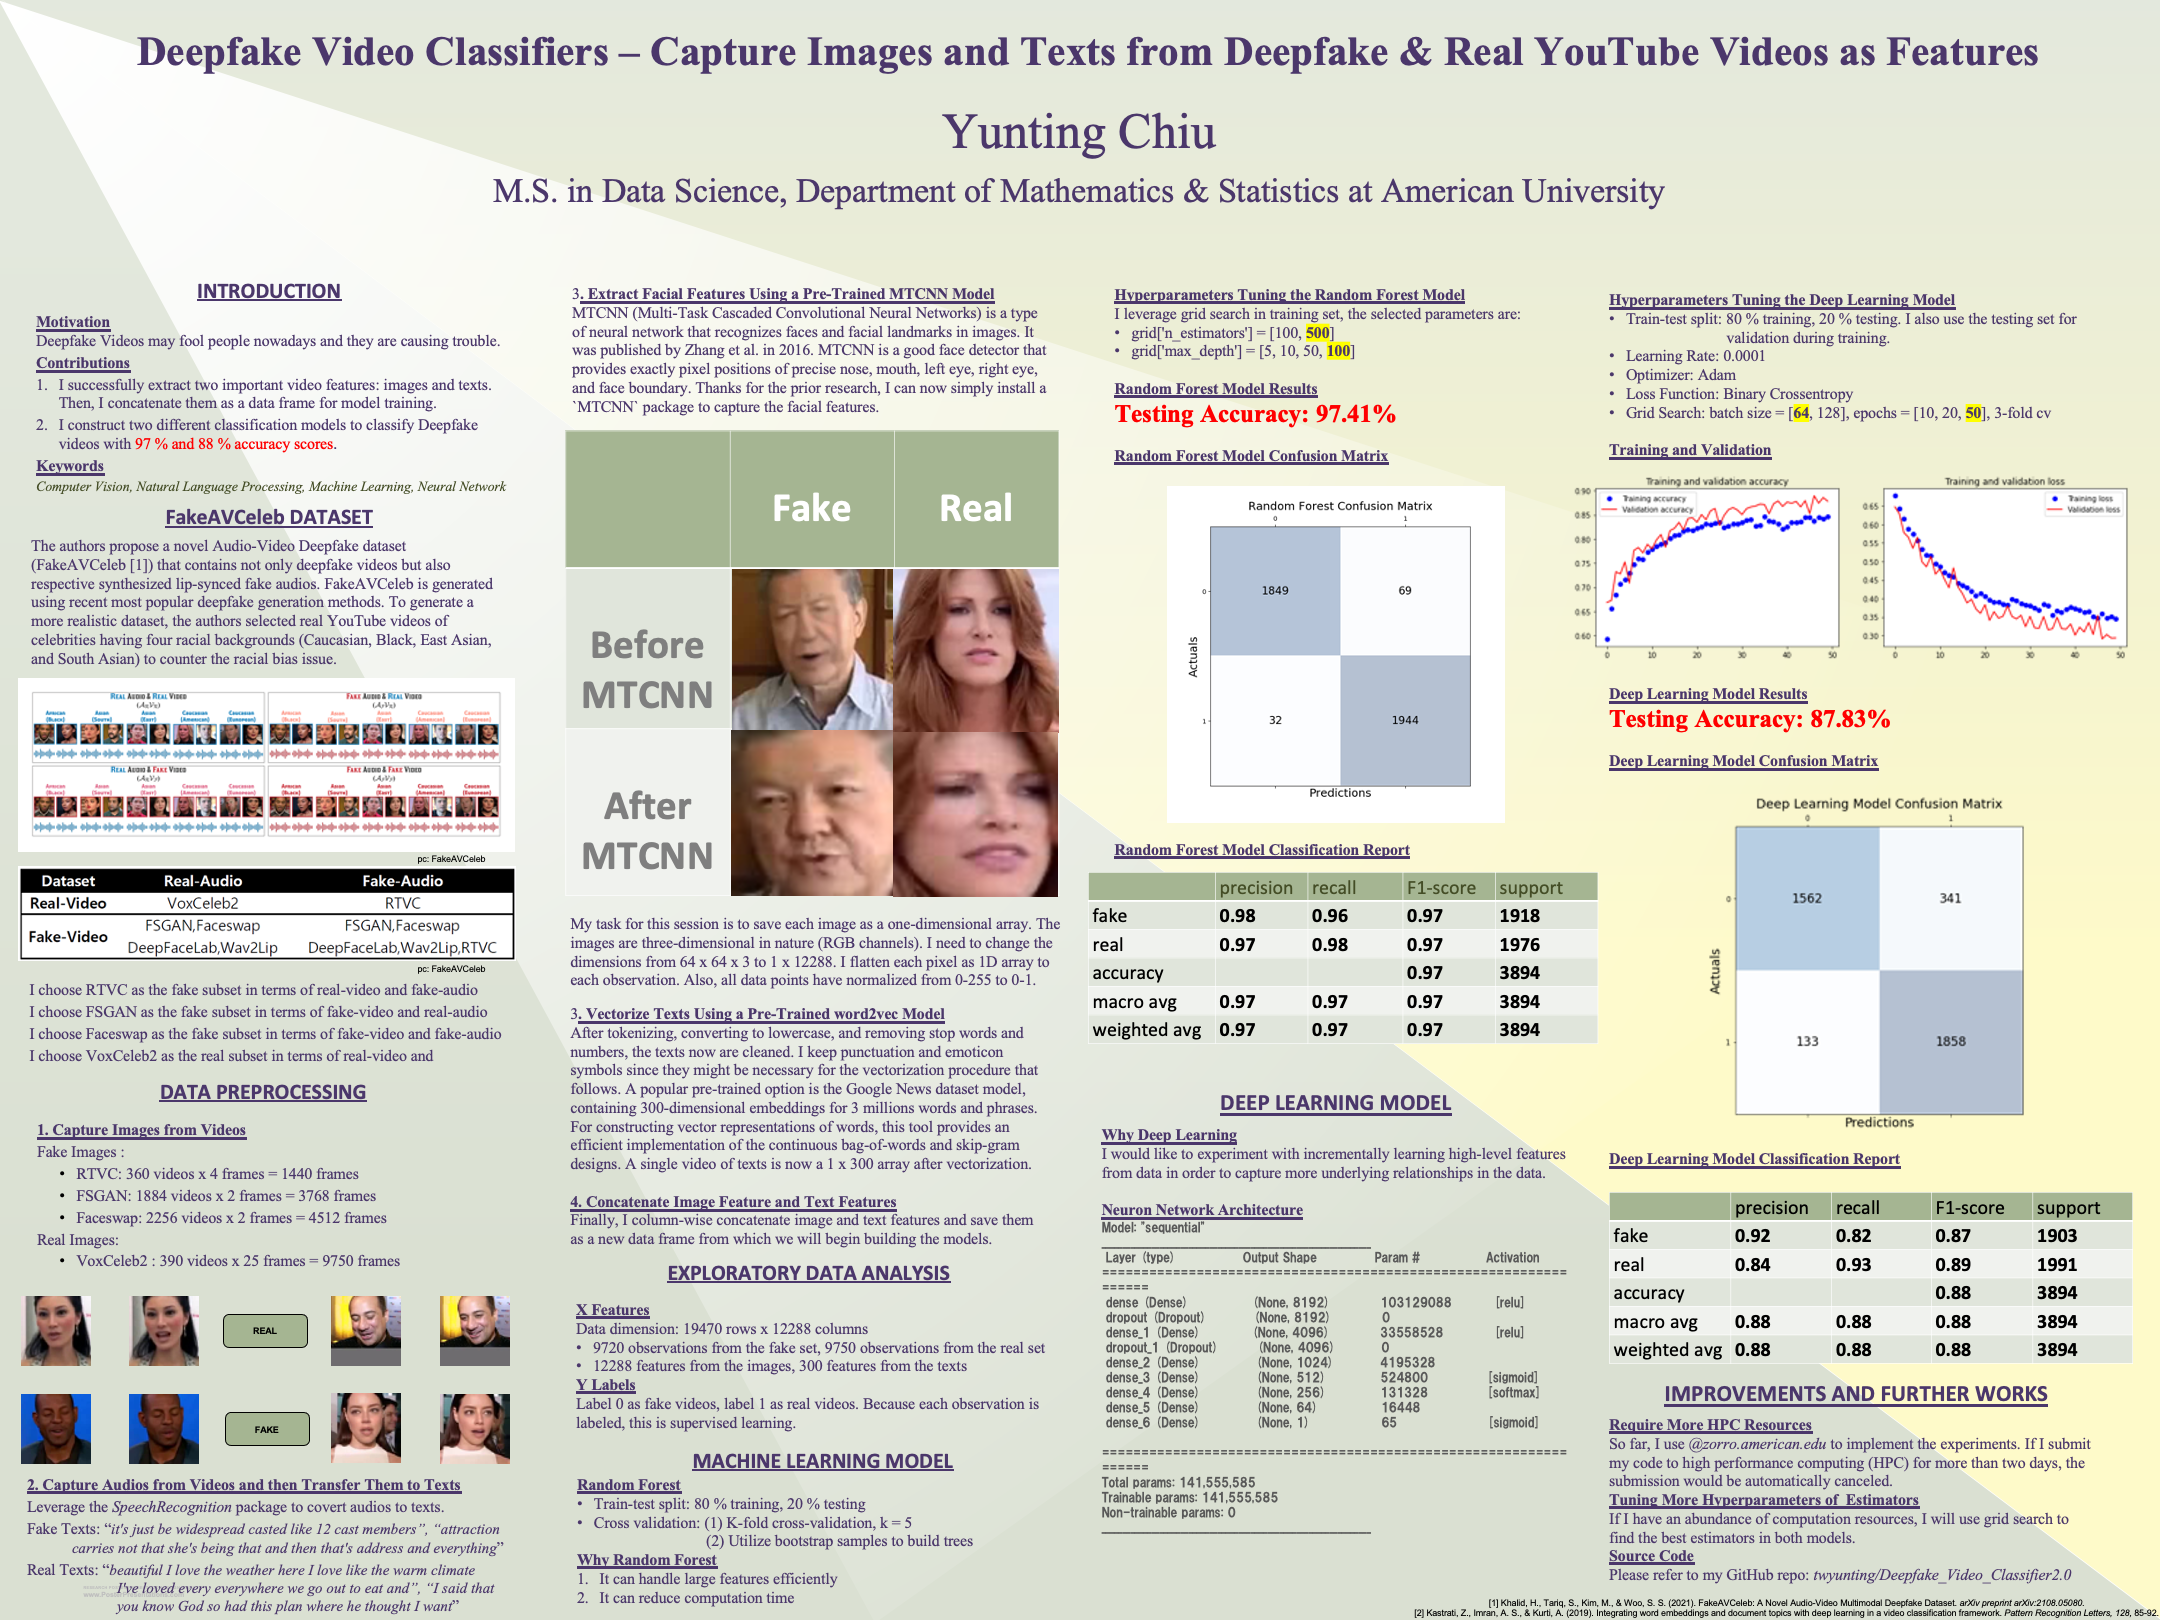 Deepfake Video Classifiers – Capture Images and Texts from Deepfake & Real YouTube Videos as Features
Yunting Chiu
M.S. in Data Science, Department of Mathematics & Statistics at American University
INTRODUCTION
Motivation
Deepfake Videos may fool people nowadays and they are causing trouble.
Contributions
1. I successfully extract two important video features: images and texts.
Then, I concatenate them as a data frame for model training.
2. I construct two different classification models to classify Deepfake
videos with 97 % and 88 % accuracy scores.
Keywords
Computer Vision, Natural Language Processing, Machine Learning, Neural Network
FakeAVCeleb DATASET
The authors propose a novel Audio-Video Deepfake dataset
(FakeAVCeleb [1]) that contains not only deepfake videos but also
respective synthesized lip-synced fake audios. FakeAVCeleb is generated
using recent most popular deepfake generation methods. To generate a
more realistic dataset, the authors selected real YouTube videos of
celebrities having four racial backgrounds (Caucasian, Black, East Asian,
and South Asian) to counter the racial bias issue.
REAL AUDIO & REAL VIDEO
African (Black) Asian (South) Asian (East) Caucasian (American) Caucasian (European)
FAKE AUDIO & REAL VIDEO
African (Black) Asian (South) Asian (East) Caucasian (American) Caucasian (European)
REAL AUDIO & FAKE VIDEO
African (Black) Asian (South) Asian (East) Caucasian (American) Caucasian (European)
FAKE AUDIO & FAKE VIDEO
African (Black) Asian (South) Asian (East) Caucasian (American) Caucasian (European)
pc: FakeAVCeleb
Dataset Real-Audio Fake-Audio
Real-Video VoxCeleb2 RTVC
Fake-Video FSGAN,Faceswap FSGAN,Faceswap
DeepFaceLab,Wav2Lip DeepFaceLab,Wav2Lip,RTVC
pc: FakeAVCeleb
I choose RTVC as the fake subset in terms of real-video and fake-audio
I choose FSGAN as the fake subset in terms of fake-video and real-audio
I choose Faceswap as the fake subset in terms of fake-video and fake-audio
I choose VoxCeleb2 as the real subset in terms of real-video and
DATA PREPROCESSING
1. Capture Images from Videos
Fake Images :
• RTVC: 360 videos x 4 frames = 1440 frames
• FSGAN: 1884 videos x 2 frames = 3768 frames
• Faceswap: 2256 videos x 2 frames = 4512 frames
Real Images:
• VoxCeleb2 : 390 videos x 25 frames = 9750 frames
REAL
FAKE
2. Capture Audios from Videos and then Transfer Them to Texts
Leverage the SpeechRecognition package to covert audios to texts.
Fake Texts: “it's just be widespread casted like 12 cast members”, “attraction
carries not that she's being that and then that's address and everything”
Real Texts: “beautiful I love the weather here I love like the warm climate
I've loved every everywhere we go out to eat and”, “I said that
you know God so had this plan where he thought I want”
3. Extract Facial Features Using a Pre-Trained MTCNN Model
MTCNN (Multi-Task Cascaded Convolutional Neural Networks) is a type
of neural network that recognizes faces and facial landmarks in images. It
was published by Zhang et al. in 2016. MTCNN is a good face detector that
provides exactly pixel positions of precise nose, mouth, left eye, right eye,
and face boundary. Thanks for the prior research, I can now simply install a
`MTCNN` package to capture the facial features.
Fake Real
Before MTCNN
After MTCNN
My task for this session is to save each image as a one-dimensional array. The
images are three-dimensional in nature (RGB channels). I need to change the
dimensions from 64 x 64 x 3 to 1 x 12288. I flatten each pixel as 1D array to
each observation. Also, all data points have normalized from 0-255 to 0-1.
3. Vectorize Texts Using a Pre-Trained word2vec Model
After tokenizing, converting to lowercase, and removing stop words and
numbers, the texts now are cleaned. I keep punctuation and emoticon
symbols since they might be necessary for the vectorization procedure that
follows. A popular pre-trained option is the Google News dataset model,
containing 300-dimensional embeddings for 3 millions words and phrases.
For constructing vector representations of words, this tool provides an
efficient implementation of the continuous bag-of-words and skip-gram
designs. A single video of texts is now a 1 x 300 array after vectorization.
4. Concatenate Image Feature and Text Features
Finally, I column-wise concatenate image and text features and save them
as a new data frame from which we will begin building the models.
EXPLORATORY DATA ANALYSIS
X Features
Data dimension: 19470 rows x 12288 columns
• 9720 observations from the fake set, 9750 observations from the real set
• 12288 features from the images, 300 features from the texts
Y Labels
Label 0 as fake videos, label 1 as real videos. Because each observation is
labeled, this is supervised learning.
MACHINE LEARNING MODEL
Random Forest
• Train-test split: 80 % training, 20 % testing
• Cross validation: (1) K-fold cross-validation, k = 5
(2) Utilize bootstrap samples to build trees
Why Random Forest
1. It can handle large features efficiently
2. It can reduce computation time
Hyperparameters Tuning the Random Forest Model
I leverage grid search in training set, the selected parameters are:
• grid['n_estimators'] = [100, 500]
• grid['max_depth'] = [5, 10, 50, 100]
Random Forest Model Results
Testing Accuracy: 97.41%
Random Forest Model Confusion Matrix
Random Forest Confusion Matrix
0 1
0 1849 69
Actuals
1 32 1944
Predictions
Random Forest Model Classification Report
precision recall F1-score support
fake 0.98 0.96 0.97 1918
real 0.97 0.98 0.97 1976
accuracy 0.97 3894
macro avg 0.97 0.97 0.97 3894
weighted avg 0.97 0.97 0.97 3894
DEEP LEARNING MODEL
Why Deep Learning
I would like to experiment with incrementally learning high-level features
from data in order to capture more underlying relationships in the data.
Neuron Network Architecture
Model: "sequential"
Layer (type) Output Shape Param # Activation
============================================================
======
dense (Dense) (None, 8192) 103129088 [relu]
dropout (Dropout) (None, 8192) 0
dense_1 (Dense) (None, 4096) 33558528 [relu]
dropout_1 (Dropout) (None, 4096) 0
dense_2 (Dense) (None, 1024) 4195328
dense_3 (Dense) (None, 512) 524800 [sigmoid]
dense_4 (Dense) (None, 256) 131328 [softmax]
dense_5 (Dense) (None, 64) 16448
dense_6 (Dense) (None, 1) 65 [sigmoid]
============================================================
======
Total params: 141,555,585
Trainable params: 141,555,585
Non-trainable params: 0
Hyperparameters Tuning the Deep Learning Model
• Train-test split: 80 % training, 20 % testing. I also use the testing set for
validation during training.
• Learning Rate: 0.0001
• Optimizer: Adam
• Loss Function: Binary Crossentropy
• Grid Search: batch size = [64, 128], epochs = [10, 20, 50], 3-fold cv
Training and Validation
Training and validation accuracy
Training accuracy
Validation accuracy
0.90
0.85
0.80
0.75
0.70
0.65
0.60
0 10 20 30 40 50
Training and validation loss
Training loss
Validation loss
0.65
0.60
0.55
0.50
0.45
0.40
0.35
0.30
0 10 20 30 40 50
Deep Learning Model Results
Testing Accuracy: 87.83%
Deep Learning Model Confusion Matrix
Deep Learning Model Confusion Matrix
0 1
0 1562 341
Actuals
1 133 1858
Predictions
Deep Learning Model Classification Report
precision recall F1-score support
fake 0.92 0.82 0.87 1903
real 0.84 0.93 0.89 1991
accuracy 0.88 3894
macro avg 0.88 0.88 0.88 3894
weighted avg 0.88 0.88 0.88 3894
IMPROVEMENTS AND FURTHER WORKS
Require More HPC Resources
So far, I use @zorro.american.edu to implement the experiments. If I submit
my code to high performance computing (HPC) for more than two days, the
submission would be automatically canceled.
Tuning More Hyperparameters of Estimators
If I have an abundance of computation resources, I will use grid search to
find the best estimators in both models.
Source Code
Please refer to my GitHub repo: twyunting/Deepfake_Video_Classifier2.0
[1] Khalid, H., Tariq, S., Kim, M., & Woo, S. S. (2021). FakeAVCeleb: A Novel Audio-Video Multimodal Deepfake Dataset. arXiv preprint arXiv:2108.05080.
[2] Kastrati, Z., Imran, A. S., & Kurti, A. (2019). Integrating word embeddings and document topics with deep learning in a video classification framework. Pattern Recognition Letters, 128, 85-92.